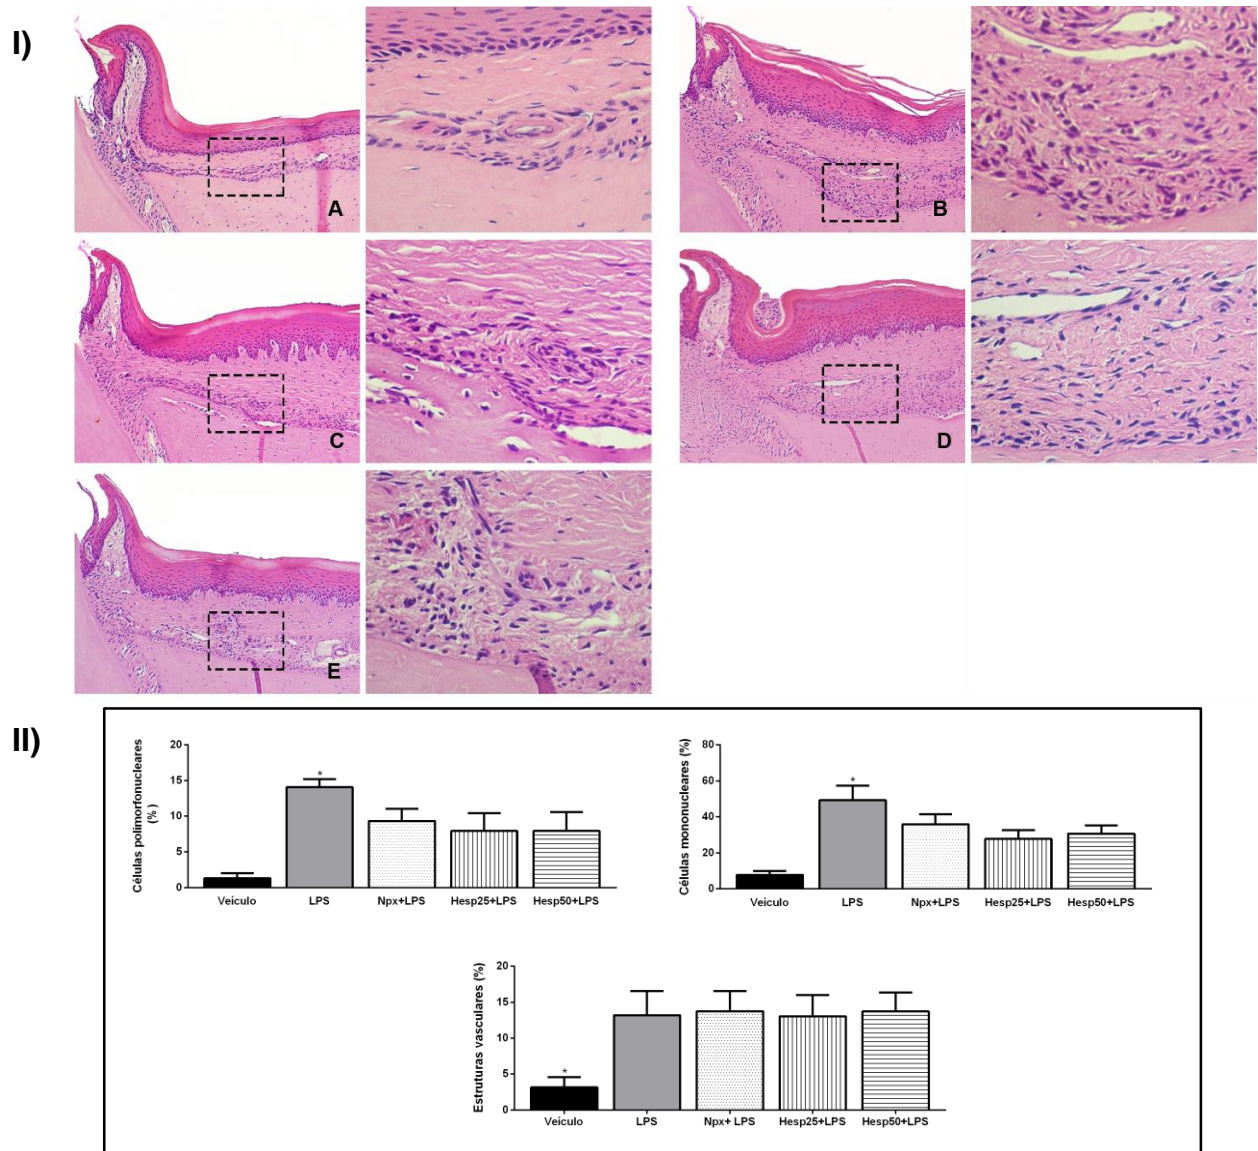 I)
A
B
C
D
E
II)
Células polimorfonucleares
(%)
20
15
10
5
0
*
Veículo LPS Npx+LPS Hesp25+LPS Hesp50+LPS
Células mononucleares (%)
80
60
40
20
0
*
Veículo LPS Npx+LPS Hesp25+LPS Hesp50+LPS
Estruturas vasculares (%)
20
15
10
5
0
*
Veículo LPS Npx+ LPS Hesp25+LPS Hesp50+LPS